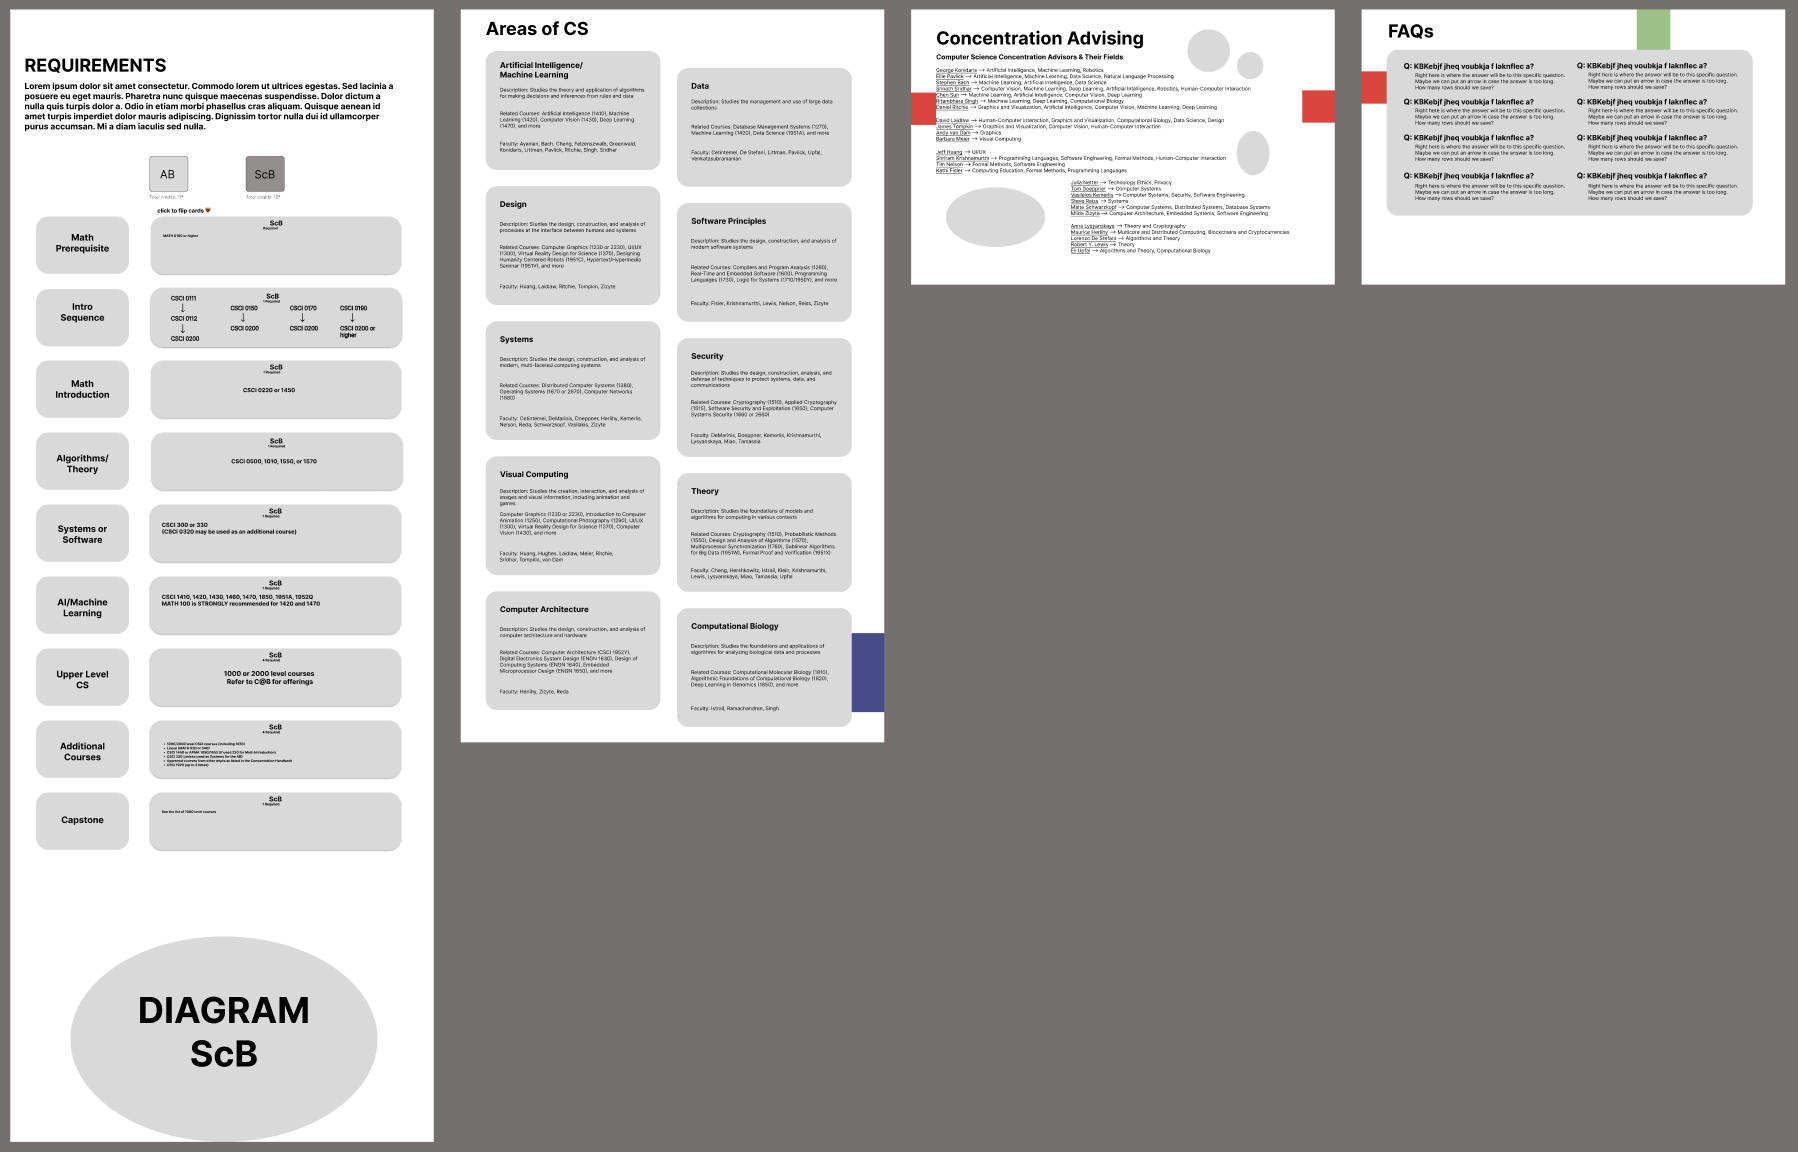 REQUIREMENTS
Lorem ipsum dolor sit amet consectetur. Commodo lorem ut ultrices egestas. Sed lacinia a
posuere eu eget mauris. Pharetra nunc quisque maecenas suspendisse. Dolor dictum a
nulla quis turpis dolor a. Odio in etiam morbi phasellus cras aliquam. Quisque aenean id
amet turpis imperdiet dolor mauris adipiscing. Dignissim tortor nulla dui id ullamcorper
purus accumsan. Mi a diam iaculis sed nulla.
AB
ScB
Total credits:
Total credits:
click to flip cards
Math
Prerequisite
ScB
Required
MATH 0100 or higher
Intro
Sequence
ScB
1 Required
CSCI 0111
↓
CSCI 0112
↓
CSCI 0200
CSCI 0150
↓
CSCI 0200
CSCI 0170
↓
CSCI 0200
CSCI 0190
↓
CSCI 0200 or
higher
Math
Introduction
ScB
1 Required
CSCI 0220 or 1450
Algorithms/
Theory
ScB
1 Required
CSCI 0500, 1010, 1550, or 1570
Systems or
Software
ScB
1 Required
CSCI 300 or 330
(CSCI 0320 may be used as an additional course)
AI/Machine
Learning
ScB
1 Required
CSCI 1410, 1420, 1430, 1460, 1470, 1850, 1951A, 1952Q
MATH 100 is STRONGLY recommended for 1420 and 1470
Upper Level
CS
ScB
4 Required
1000 or 2000 level courses
Refer to C@B for offerings
Additional
Courses
ScB
4 Required
Capstone
ScB
1 Required
See the list of 1000 level courses
DIAGRAM
ScB
Areas of CS
Artificial Intelligence/
Machine Learning
Description: Studies the theory and application of algorithms
for making decisions and inferences from rules and data
Related Courses: Artificial Intelligence (1410), Machine
Learning (1420), Computer Vision (1430), Deep Learning
(1470), and more
Faculty: Ayanian, Bach, Cheng, Felzenszwalb, Greenwald,
Konidaris, Littman, Pavlick, Ritchie, Singh, Sridhar
Data
Description: Studies the management and use of large data
collections.
Related Courses: Database Management Systems (1270),
Machine Learning (1420), Data Science (1951A), and more
Faculty: Cetintemel, De Stefani, Littman, Pavlick, Upfal,
Venkatasubramanian
Design
Description: Studies the design, construction, and analysis of
processes at the interface between humans and systems
Related Courses: Computer Graphics (1230 or 2230), UI/UX
(1300), Virtual Reality Design for Science (1370), Designing
Humanity Centered Robots (1951C), Hypertext/Hypermedia
Seminar (1951V), and more
Faculty: Huang, Laidlaw, Ritchie, Tompkin, Zizyte
Software Principles
Description: Studies the design, construction, and analysis of
modern software systems
Related Courses: Compilers and Program Analysis (1260),
Real-Time and Embedded Software (1600), Programming
Languages (1730), Logic for Systems (1710/1950Y), and more
Faculty: Fisler, Krishnamurthi, Lewis, Nelson, Reiss, Zizyte
Systems
Description: Studies the design, construction, and analysis of
modern, multi-faceted computing systems
Related Courses: Distributed Computer Systems (1380),
Operating Systems (1670 or 2670), Computer Networks
(1680)
Faculty: Cetintemel, DeMarinis, Doeppner, Herlihy, Kemerlis,
Nelson, Reda, Schwarzkopf, Vasilakis, Zizyte
Security
Description: Studies the design, construction, analysis, and
defense of techniques to protect systems, data, and
communications
Related Courses: Cryptography (1510), Applied Cryptography
(1515), Software Security and Exploitation (1650), Computer
Systems Security (1660 or 2660)
Faculty: DeMarinis, Doeppner, Kemerlis, Krishnamurthi,
Lysyanskaya, Miao, Tamassia
Visual Computing
Description: Studies the creation, interaction, and analysis of
images and visual information, including animation and
games
Computer Graphics (1230 or 2230), Introduction to Computer
Animation (1250), Computational Photography (1290), UI/UX
(1300), Virtual Reality Design for Science (1370), Computer
Vision (1430), and more
Faculty: Huang, Hughes, Laidlaw, Meier, Ritchie,
Sridhar, Tompkin, van Dam
Theory
Description: Studies the foundations of models and
algorithms for computing in various contexts
Related Courses: Cryptography (1510), Probabilistic Methods
(1550), Design and Analysis of Algorithms (1570),
Multiprocessor Synchronization (1760), Sublinear Algorithms
for Big Data (1951W), Formal Proof and Verification (1951X)
Faculty: Cheng, Hershkowitz, Istrail, Klein, Krishnamurthi,
Lewis, Lysyanskaya, Miao, Tamassia, Upfal
Computer Architecture
Description: Studies the design, construction, and analysis of
computer architecture and hardware
Related Courses: Computer Architecture (CSCI 1952Y),
Digital Electronics System Design (ENGN 1630), Design of
Computing Systems (ENGN 1640), Embedded
Microprocessor Design (ENGN 1650), and more
Faculty: Herlihy, Zizyte, Reda
Computational Biology
Description: Studies the foundations and applications of
algorithms for analyzing biological data and processes
Related Courses: Computational Molecular Biology (1810),
Algorithmic Foundations of Computational Biology (1820),
Deep Learning in Genomics (1850), and more
Faculty: Istrail, Ramachandran, Singh
Concentration Advising
Computer Science Concentration Advisors & Their Fields
George Konidaris → Artificial Intelligence, Machine Learning, Robotics
Ellie Pavlick → Artificial Intelligence, Machine Learning, Data Science, Natural Language Processing
Stephen Bach → Machine Learning, Artificial Intelligence, Data Science
Srinath Sridhar → Computer Vision, Machine Learning, Deep Learning, Artificial Intelligence, Robotics, Human-Computer Interaction
Chen Sun → Machine Learning, Artificial Intelligence, Computer Vision, Deep Learning
Ritambhara Singh → Machine Learning, Deep Learning, Computational Biology
Daniel Ritchie → Graphics and Visualization, Artificial Intelligence, Computer Vision, Machine Learning, Deep Learning
David Laidlaw → Human-Computer Interaction, Graphics and Visualization, Computational Biology, Data Science, Design
James Tompkin → Graphics and Visualization, Computer Vision, Human-Computer Interaction
Andy van Dam → Graphics
Barbara Meier → Visual Computing
Jeff Huang → UI/UX
Shriram Krishnamurthi → Programming Languages, Software Engineering, Formal Methods, Human-Computer Interaction
Tim Nelson → Formal Methods, Software Engineering
Kathi Fisler → Computing Education, Formal Methods, Programming Languages
Julia Netter → Technology Ethics, Privacy
Tom Doeppner → Computer Systems
Vasileios Kemerlis → Computer Systems, Security, Software Engineering
Steve Reiss → Systems
Malte Schwarzkopf → Computer Systems, Distributed Systems, Database Systems
Milda Zizyte → Computer Architecture, Embedded Systems, Software Engineering
Anna Lysyanskaya → Theory and Cryptography
Maurice Herlihy → Multicore and Distributed Computing, Blockchains and Cryptocurrencies
Lorenzo De Stefani → Algorithms and Theory
Robert Y. Lewis → Theory
Eli Upfal → Algorithms and Theory, Computational Biology
FAQs
Q: KBKebjf jheq voubkja f laknflec a?
Right here is where the answer will be to this specific question.
Maybe we can put an arrow in case the answer is too long.
How many rows should we save?
Q: KBKebjf jheq voubkja f laknflec a?
Right here is where the answer will be to this specific question.
Maybe we can put an arrow in case the answer is too long.
How many rows should we save?
Q: KBKebjf jheq voubkja f laknflec a?
Right here is where the answer will be to this specific question.
Maybe we can put an arrow in case the answer is too long.
How many rows should we save?
Q: KBKebjf jheq voubkja f laknflec a?
Right here is where the answer will be to this specific question.
Maybe we can put an arrow in case the answer is too long.
How many rows should we save?
Q: KBKebjf jheq voubkja f laknflec a?
Right here is where the answer will be to this specific question.
Maybe we can put an arrow in case the answer is too long.
How many rows should we save?
Q: KBKebjf jheq voubkja f laknflec a?
Right here is where the answer will be to this specific question.
Maybe we can put an arrow in case the answer is too long.
How many rows should we save?
Q: KBKebjf jheq voubkja f laknflec a?
Right here is where the answer will be to this specific question.
Maybe we can put an arrow in case the answer is too long.
How many rows should we save?
Q: KBKebjf jheq voubkja f laknflec a?
Right here is where the answer will be to this specific question.
Maybe we can put an arrow in case the answer is too long.
How many rows should we save?